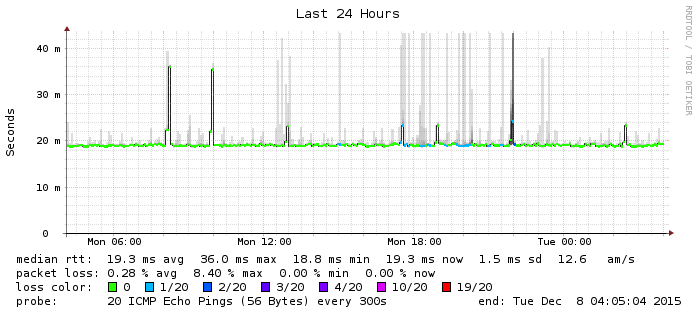 Last 24 Hours
RRDTOOL / TOBI OETIKER
Seconds
40 m
30 m
20 m
10 m
0
Mon 06:00 Mon 12:00 Mon 18:00 Tue 00:00
median rtt: 19.3 ms avg 36.0 ms max 18.8 ms min 19.3 ms now 1.5 ms sd 12.6 am/s
packet loss: 0.28 % avg 8.40 % max 0.00 % min 0.00 % now
loss color: 0 1/20 2/20 3/20 4/20 10/20 19/20
probe: 20 ICMP Echo Pings (56 Bytes) every 300s end: Tue Dec 8 04:05:04 2015